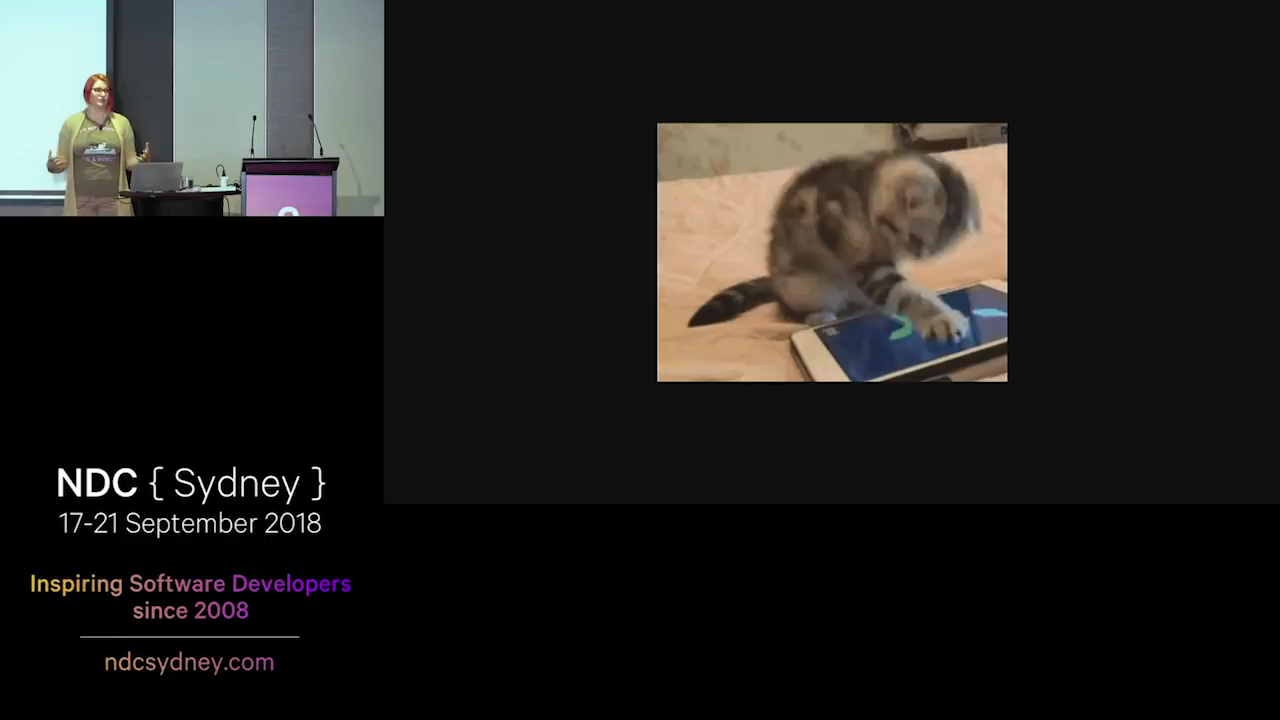 NDC { Sydney }
17-21 September 2018
Inspiring Software Developers
since 2008
ndcsydney.com